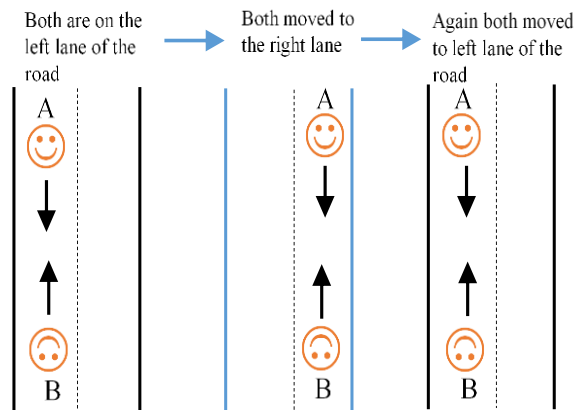 Both are on the
left lane of the
road
Both moved to
the right lane
Again both moved
to left lane of the
road
A
A
A
B
B
B